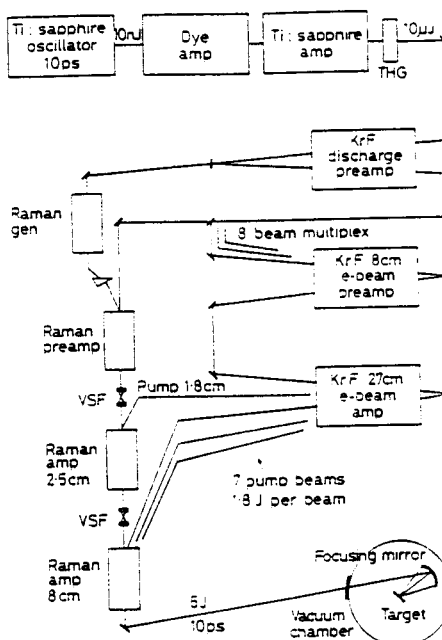 Ti: sapphire
oscillator
10ps
10nJ
Dye
amp
Ti: sapphire
amp
10µJ
THG
KrF
discharge
preamp
Raman
gen
8 beam multiplex
KrF 8cm
e-beam
preamp
Raman
preamp
Pump 1·8cm
VSF
KrF 27cm
e-beam
amp
Raman
amp
2·5cm
7 pump beams
1·8J per beam
VSF
Raman
amp
8cm
Focusing mirror
5J
10ps
Vacuum
chamber
Target